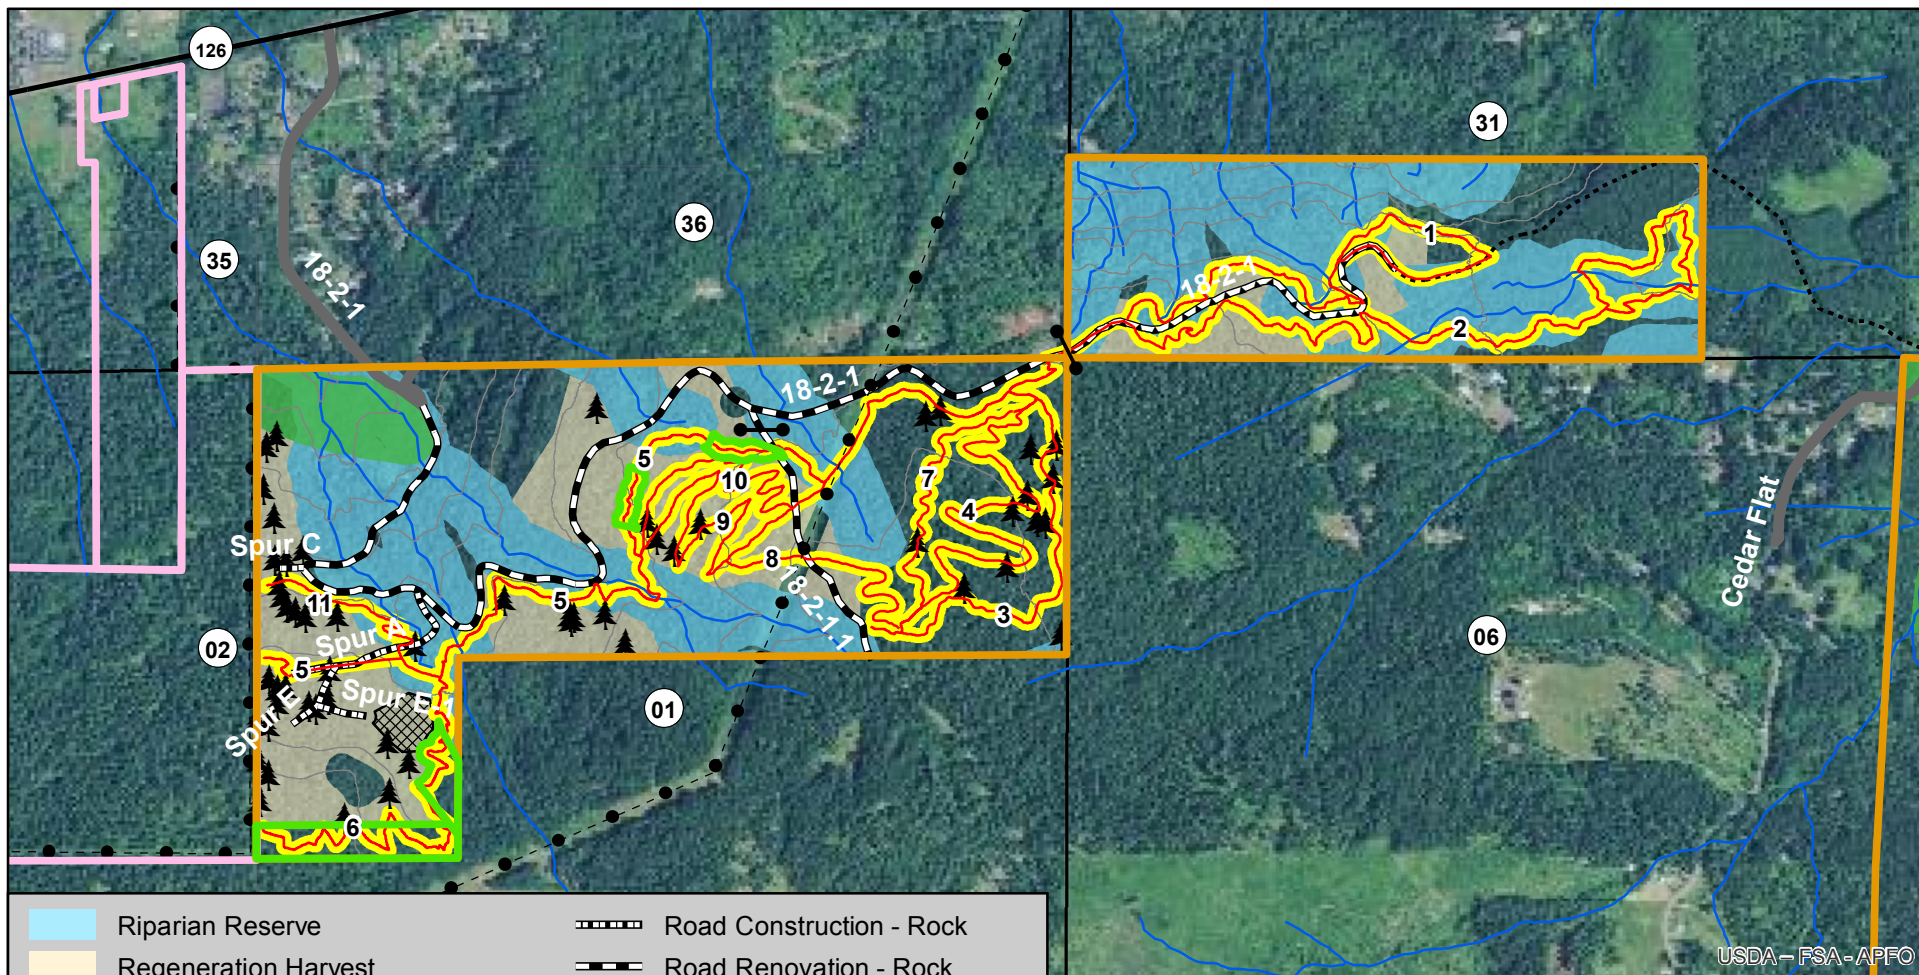 126
31
36
35
1
18-2-1
18-2-1
2
18-2-1
5
10
7
4
9
Cedar Flat
Spur C
8
18-2-1.1
11
5
3
Spur A
02
06
5
Spur E
Spur E.1
01
6
Riparian Reserve
Road Construction - Rock
Regeneration Harvest
Road Renovation - Rock
USDA – FSA - APFO